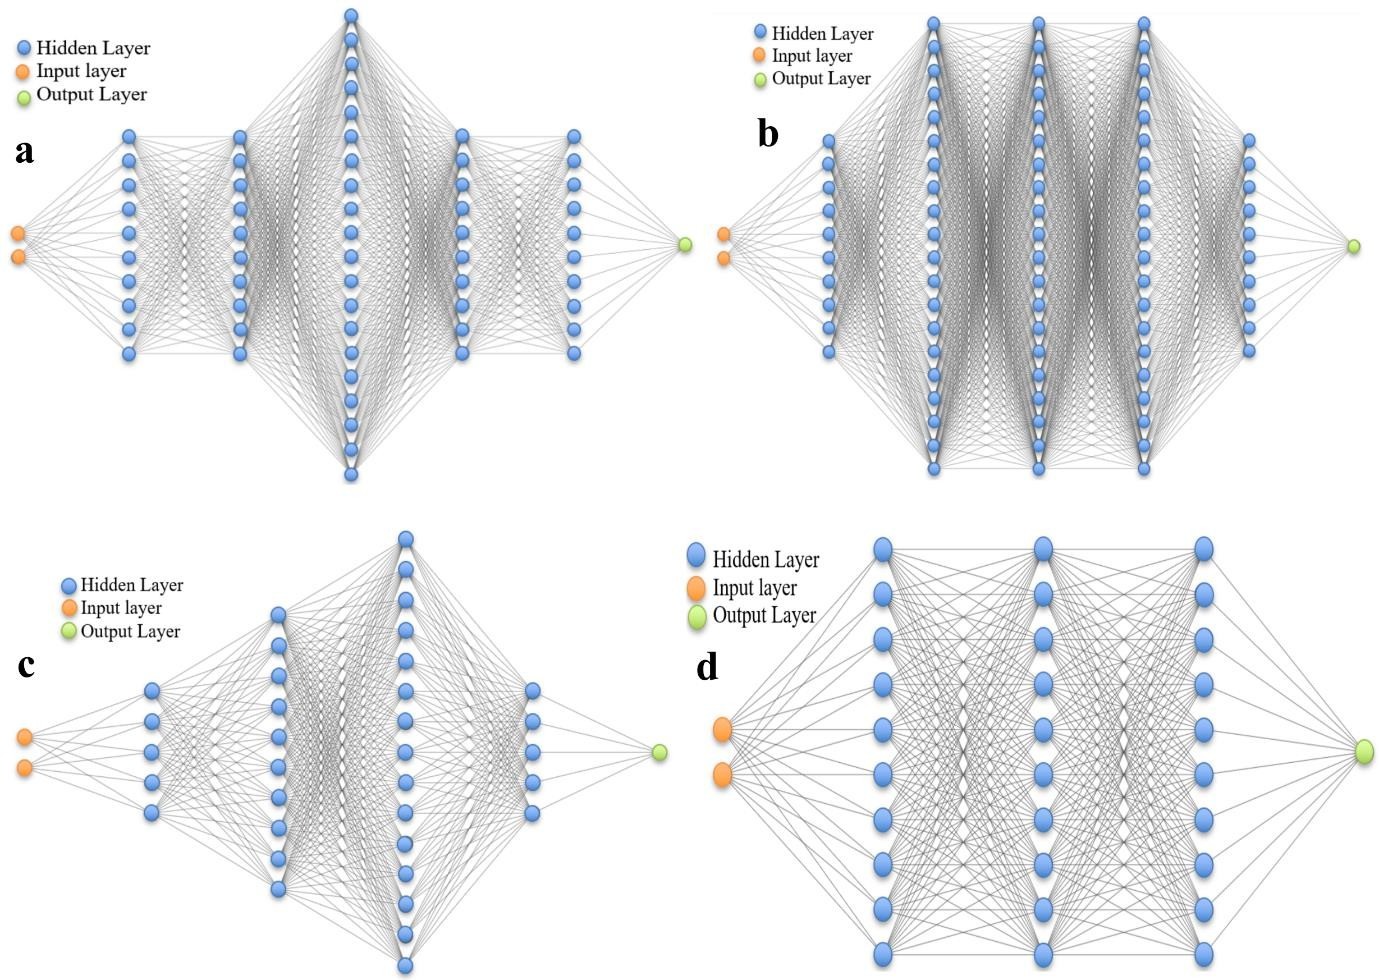 Hidden Layer
Input layer
Output Layer
a
Hidden Layer
Input layer
Output Layer
b
Hidden Layer
Input layer
Output Layer
c
Hidden Layer
Input layer
Output Layer
d